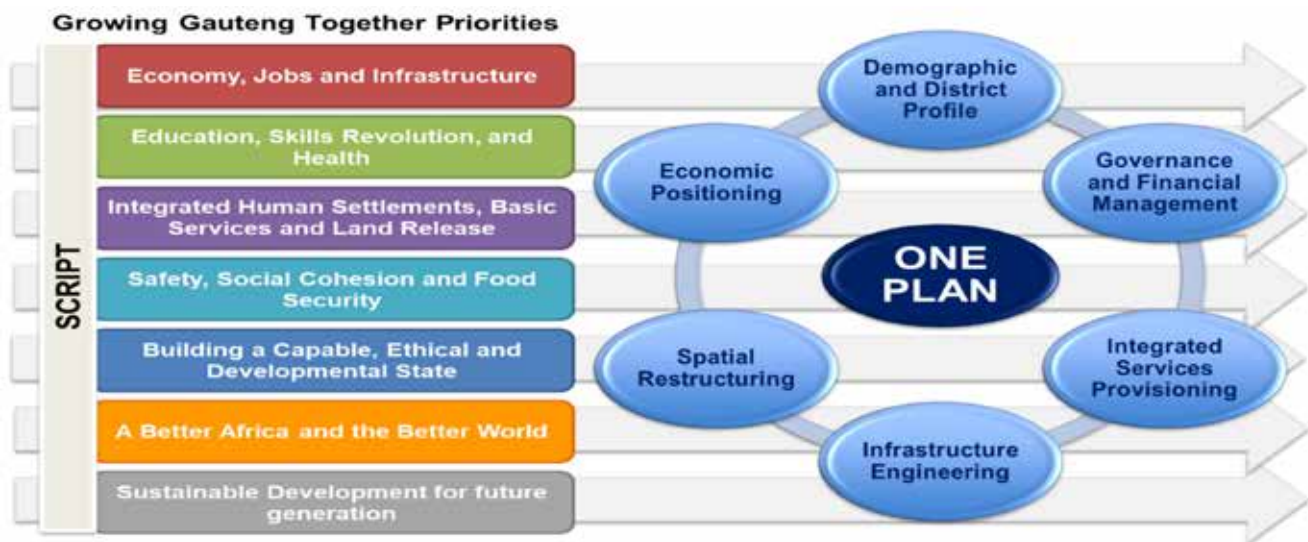 Growing Gauteng Together Priorities
SCRIPT
Economy, Jobs and Infrastructure
Education, Skills Revolution, and
Health
Integrated Human Settlements, Basic
Services and Land Release
Safety, Social Cohesion and Food
Security
Building a Capable, Ethical and
Developmental State
A Better Africa and the Better World
Sustainable Development for future
generation
Demographic
and District
Profile
Governance
and Financial
Management
Integrated
Services
Provisioning
Infrastructure
Engineering
Spatial
Restructuring
Economic
Positioning
ONE
PLAN